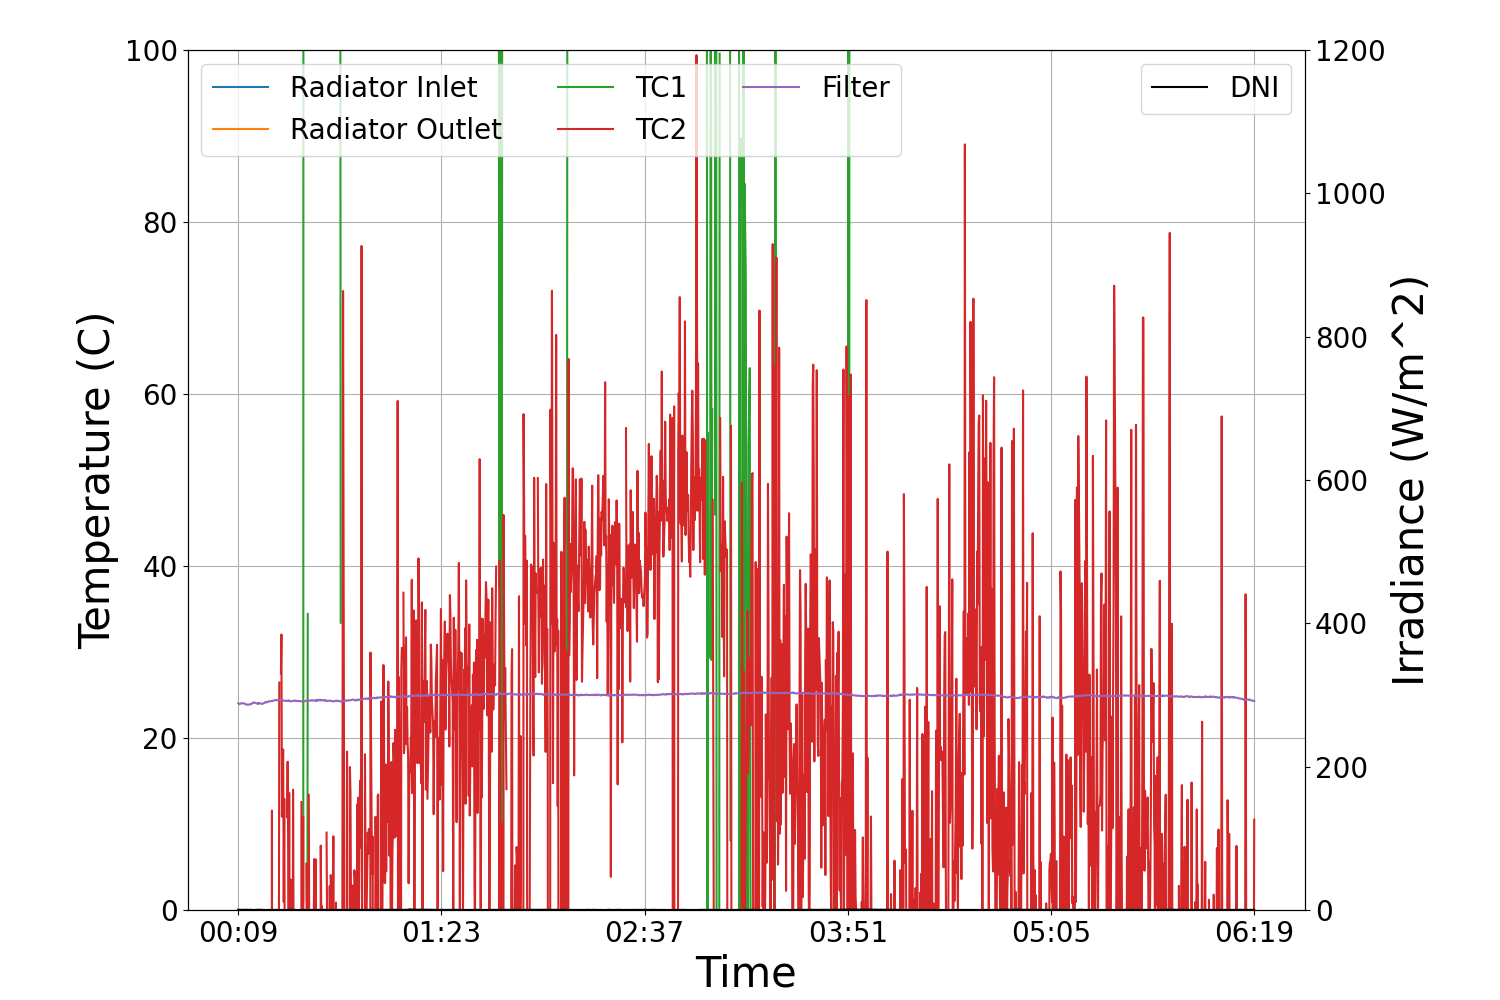 100
80
60
40
20
0
Temperature (C)
Radiator Inlet
Radiator Outlet
TC1
TC2
Filter
DNI
1200
1000
800
600
400
200
0
Irradiance (W/m^2)
00:09 01:23 02:37 03:51 05:05 06:19
Time